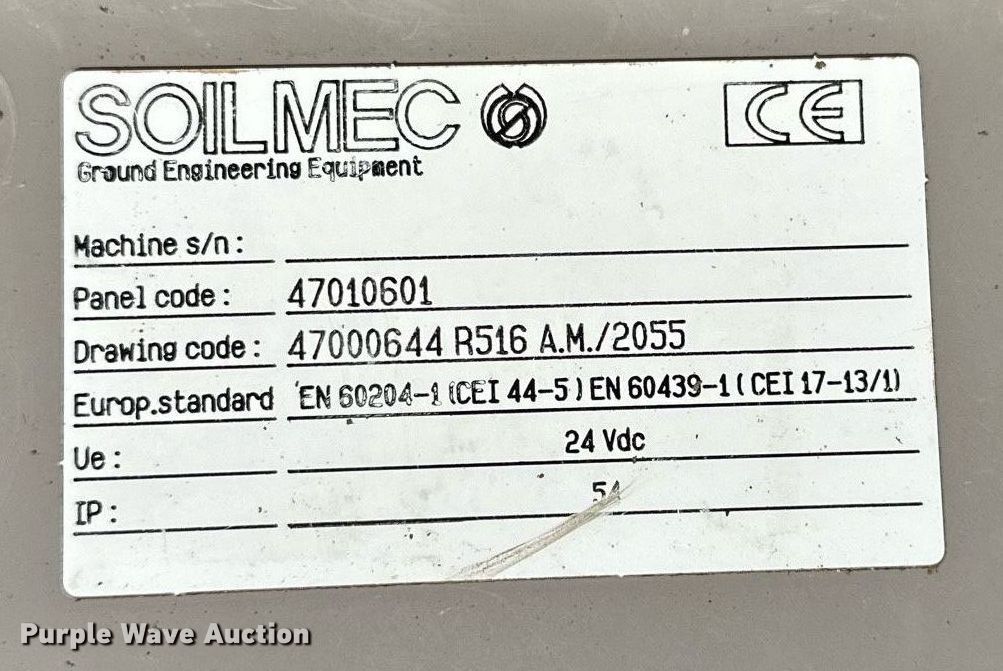 SOILMEC
CE
Ground Engineering Equipment
Machine s/n:
Panel code: 47010601
Drawing code: 47000644 R516 A.M./2055
Europ.standard EN 60204-1 (CEI 44-5) EN 60439-1 (CEI 17-13/1)
Ue: 24 Vdc
IP: 54
Purple Wave Auction